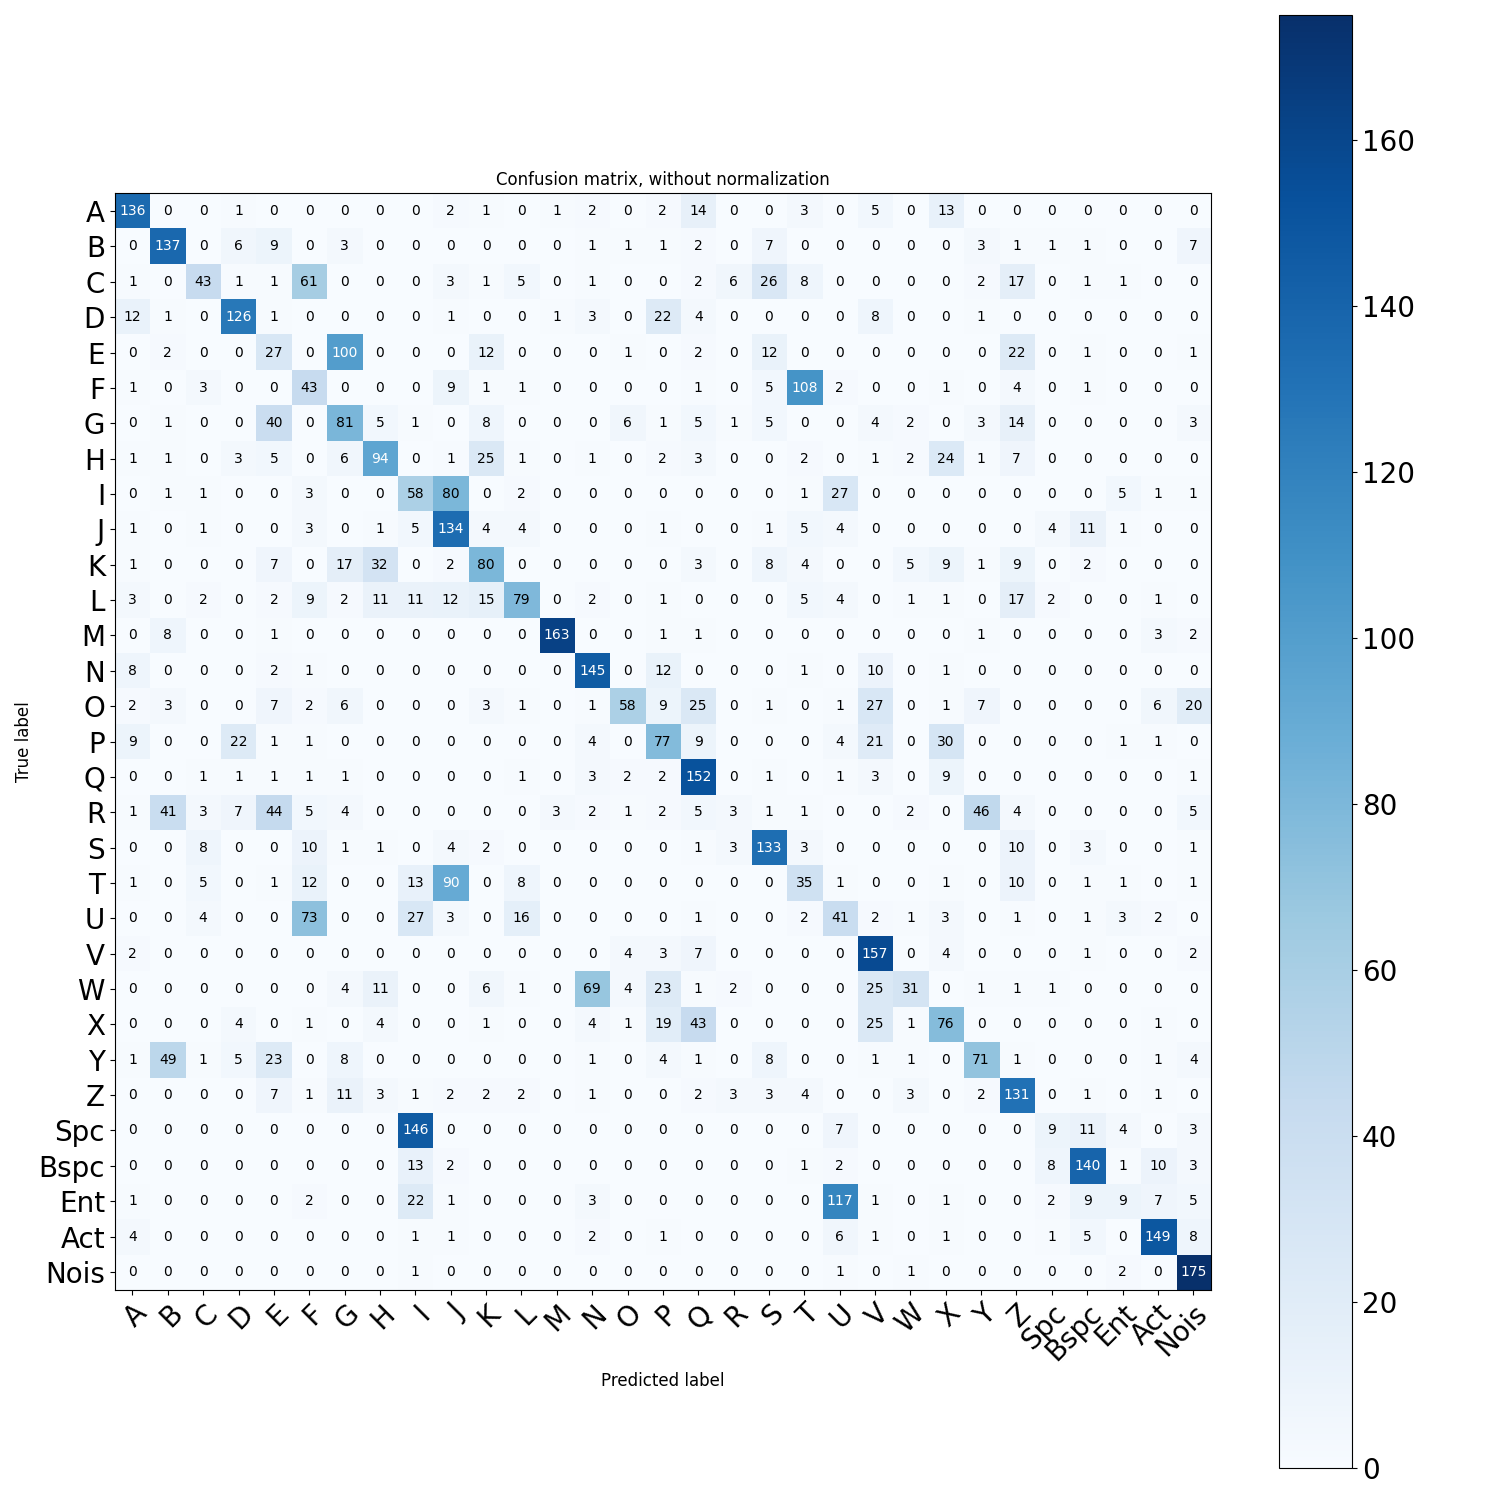 Confusion matrix, without normalization
A 136 0 0 1 0 0 0 0 0 2 1 0 1 2 0 2 14 0 0 3 0 5 0 13 0 0 0 0 0 0 0
B 0 137 0 6 9 0 3 0 0 0 0 0 0 1 1 1 2 0 7 0 0 0 0 0 3 1 1 1 0 0 7
C 1 0 43 1 1 61 0 0 0 3 1 5 0 1 0 0 2 6 26 8 0 0 0 0 2 17 0 1 1 0 0
D 12 1 0 126 1 0 0 0 0 1 0 0 1 3 0 22 4 0 0 0 0 8 0 0 1 0 0 0 0 0 0
E 0 2 0 0 27 0 100 0 0 0 12 0 0 0 1 0 2 0 12 0 0 0 0 0 0 22 0 1 0 0 1
F 1 0 3 0 0 43 0 0 0 9 1 1 0 0 0 0 1 0 5 108 2 0 0 1 0 4 0 1 0 0 0
G 0 1 0 0 40 0 81 5 1 0 8 0 0 0 6 1 5 1 5 0 0 4 2 0 3 14 0 0 0 0 3
H 1 1 0 3 5 0 6 94 0 1 25 1 0 1 0 2 3 0 0 2 0 1 2 24 1 7 0 0 0 0 0
I 0 1 1 0 0 3 0 0 58 80 0 2 0 0 0 0 0 0 0 1 27 0 0 0 0 0 0 0 5 1 1
J 1 0 1 0 0 3 0 1 5 134 4 4 0 0 0 1 0 0 1 5 4 0 0 0 0 0 4 11 1 0 0
K 1 0 0 0 7 0 17 32 0 2 80 0 0 0 0 0 3 0 8 4 0 0 5 9 1 9 0 2 0 0 0
L 3 0 2 0 2 9 2 11 11 12 15 79 0 2 0 1 0 0 0 5 4 0 1 1 0 17 2 0 0 1 0
M 0 8 0 0 1 0 0 0 0 0 0 0 163 0 0 1 1 0 0 0 0 0 0 0 1 0 0 0 0 3 2
N 8 0 0 0 2 1 0 0 0 0 0 0 0 145 0 12 0 0 0 1 0 10 0 1 0 0 0 0 0 0 0
O 2 3 0 0 7 2 6 0 0 0 3 1 0 1 58 9 25 0 1 0 1 27 0 1 7 0 0 0 0 6 20
P 9 0 0 22 1 1 0 0 0 0 0 0 0 4 0 77 9 0 0 0 4 21 0 30 0 0 0 0 1 1 0
Q 0 0 1 1 1 1 1 0 0 0 0 1 0 3 2 2 152 0 1 0 1 3 0 9 0 0 0 0 0 0 1
R 1 41 3 7 44 5 4 0 0 0 0 0 3 2 1 2 5 3 1 1 0 0 2 0 46 4 0 0 0 0 5
S 0 0 8 0 0 10 1 1 0 4 2 0 0 0 0 0 1 3 133 3 0 0 0 0 0 10 0 3 0 0 1
T 1 0 5 0 1 12 0 0 13 90 0 8 0 0 0 0 0 0 0 35 1 0 0 1 0 10 0 1 1 0 1
U 0 0 4 0 0 73 0 0 27 3 0 16 0 0 0 0 1 0 0 2 41 2 1 3 0 1 0 1 3 2 0
V 2 0 0 0 0 0 0 0 0 0 0 0 0 0 4 3 7 0 0 0 0 157 0 4 0 0 0 1 0 0 2
W 0 0 0 0 0 0 4 11 0 0 6 1 0 69 4 23 1 2 0 0 0 25 31 0 1 1 1 0 0 0 0
X 0 0 0 4 0 1 0 4 0 0 1 0 0 4 1 19 43 0 0 0 0 25 1 76 0 0 0 0 0 1 0
Y 1 49 1 5 23 0 8 0 0 0 0 0 0 1 0 4 1 0 8 0 0 1 1 0 71 1 0 0 0 1 4
Z 0 0 0 0 7 1 11 3 1 2 2 2 0 1 0 0 2 3 3 4 0 0 3 0 2 131 0 1 0 1 0
Spc 0 0 0 0 0 0 0 0 146 0 0 0 0 0 0 0 0 0 0 0 7 0 0 0 0 0 9 11 4 0 3
Bspc 0 0 0 0 0 0 0 0 13 2 0 0 0 0 0 0 0 0 0 1 2 0 0 0 0 0 8 140 1 10 3
Ent 1 0 0 0 0 2 0 0 22 1 0 0 0 3 0 0 0 0 0 0 117 1 0 1 0 0 2 9 9 7 5
Act 4 0 0 0 0 0 0 0 1 1 0 0 0 2 0 1 0 0 0 0 6 1 0 1 0 0 1 5 0 149 8
Nois 0 0 0 0 0 0 0 0 1 0 0 0 0 0 0 0 0 0 0 0 1 0 1 0 0 0 0 0 2 0 175
A B C D E F G H I J K L M N O P Q R S T U V W X Y Z Spc Bspc Ent Act Nois
True label
Predicted label
160
140
120
100
80
60
40
20
0